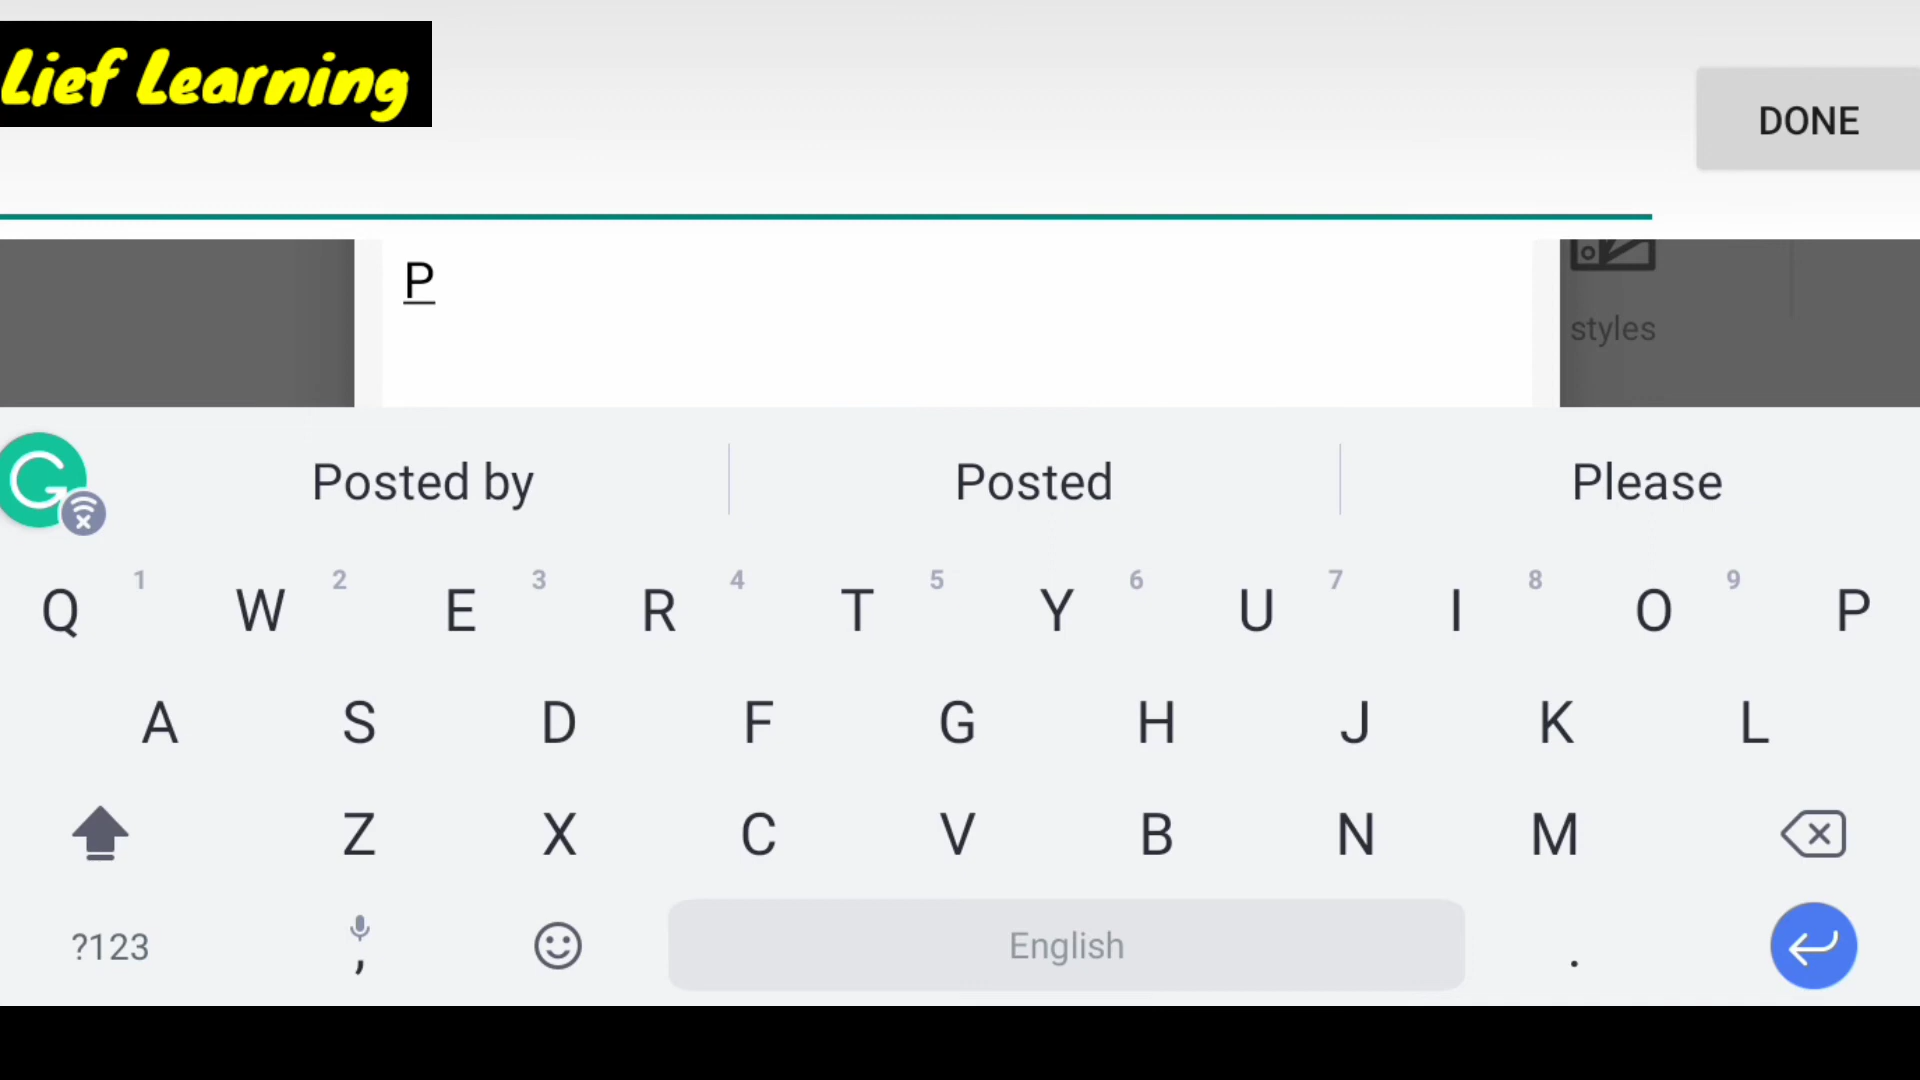 Lief Learning
DONE
P
styles
Posted by Posted Please
1 2 3 4 5 6 7 8 9
Q W E R T Y U I O P
A S D F G H J K L
Z X C V B N M
?123 , English .